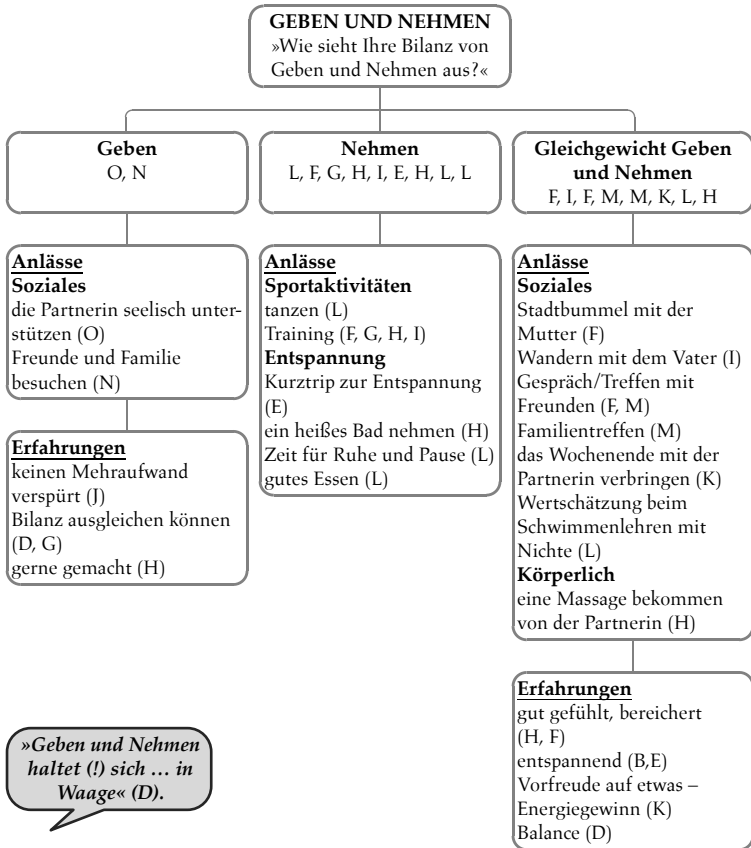 GEBEN UND NEHMEN
»Wie sieht Ihre Bilanz von
Geben und Nehmen aus?«
Geben
O, N
Nehmen
L, F, G, H, I, E, H, L, L
Gleichgewicht Geben
und Nehmen
F, I, F, M, M, K, L, H
Anlässe
Soziales
die Partnerin seelisch unter-
stützen (O)
Freunde und Familie
besuchen (N)
Erfahrungen
keinen Mehraufwand
verspürt (J)
Bilanz ausgleichen können
(D, G)
gerne gemacht (H)
Anlässe
Sportaktivitäten
tanzen (L)
Training (F, G, H, I)
Entspannung
Kurztrip zur Entspannung
(E)
ein heißes Bad nehmen (H)
Zeit für Ruhe und Pause (L)
gutes Essen (L)
Anlässe
Soziales
Stadtbummel mit der
Mutter (F)
Wandern mit dem Vater (I)
Gespräch/Treffen mit
Freunden (F, M)
Familientreffen (M)
das Wochenende mit der
Partnerin verbringen (K)
Wertschätzung beim
Schwimmenlehren mit
Nichte (L)
Körperlich
eine Massage bekommen
von der Partnerin (H)
Erfahrungen
gut gefühlt, bereichert
(H, F)
entspannend (B,E)
Vorfreude auf etwas –
Energiegewinn (K)
Balance (D)
»Geben und Nehmen
haltet (!) sich … in
Waage« (D).